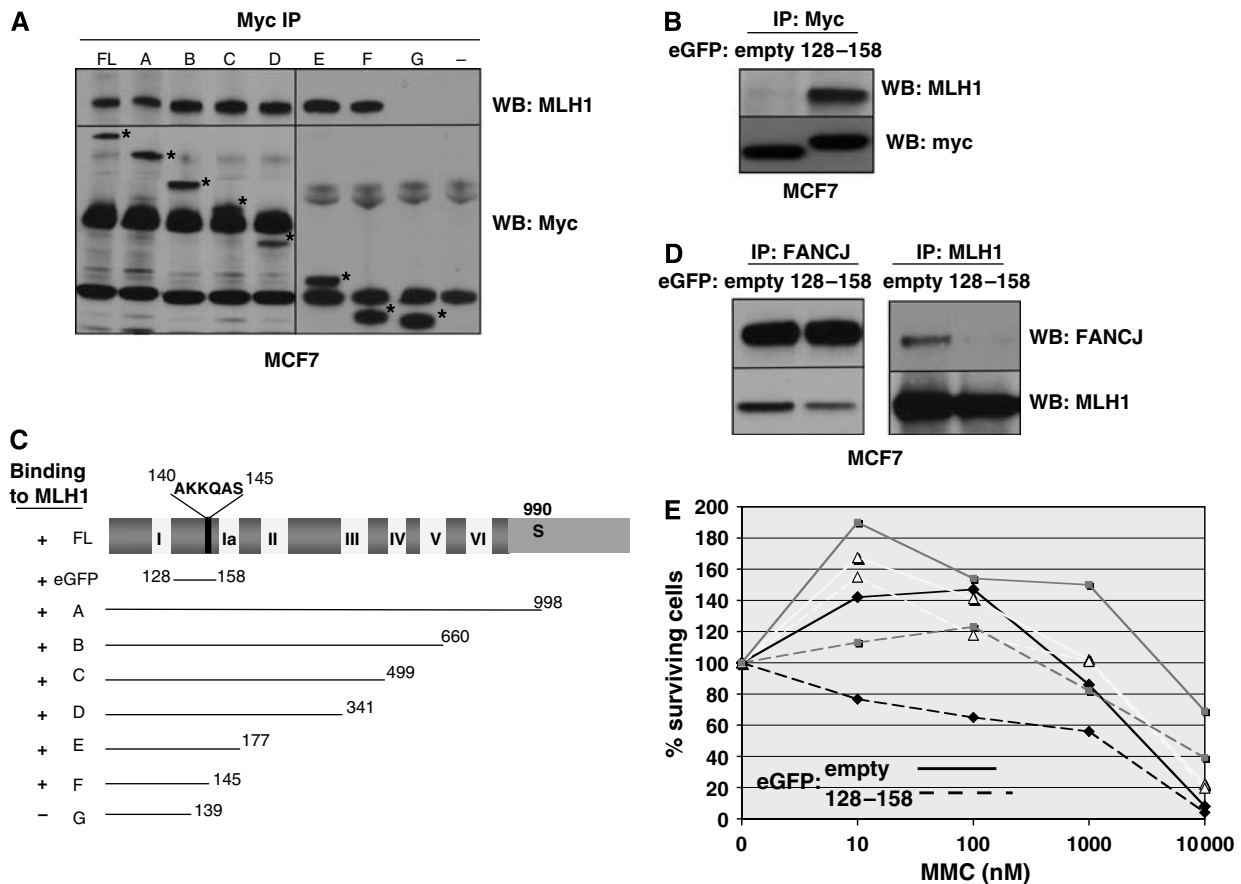 A
Myc IP
FL A B C D E F G –
WB: MLH1
* * * * * * * *
WB: Myc
MCF7
B
IP: Myc
eGFP: empty 128–158
WB: MLH1
WB: myc
MCF7
D
IP: FANCJ IP: MLH1
eGFP: empty 128–158 empty 128–158
WB: FANCJ
WB: MLH1
MCF7
C
Binding
to MLH1
140 AKKQAS 145
990
+ FL I Ia II III IV V VI S
+ eGFP 128 158
+ A 998
+ B 660
+ C 499
+ D 341
+ E 177
+ F 145
– G 139
E
% surviving cells
200
180
160
140
120
100
80
60
40
20
0
eGFP: empty
128–158
0 10 100 1000 10000
MMC (nM)